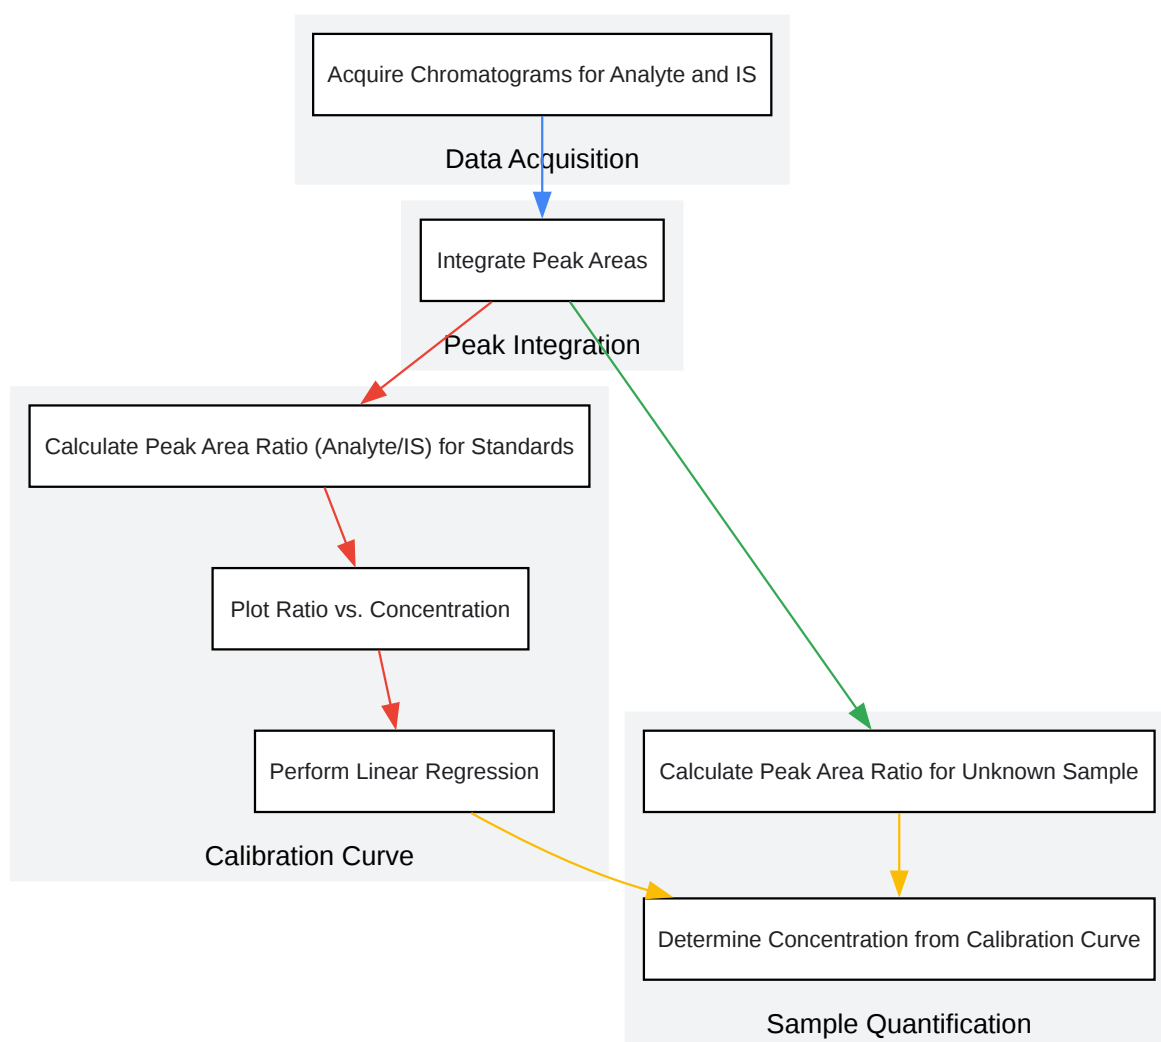 Acquire Chromatograms for Analyte and IS
Data Acquisition
Integrate Peak Areas
Peak Integration
Calculate Peak Area Ratio (Analyte/IS) for Standards
Plot Ratio vs. Concentration
Perform Linear Regression
Calibration Curve
Calculate Peak Area Ratio for Unknown Sample
Determine Concentration from Calibration Curve
Sample Quantification